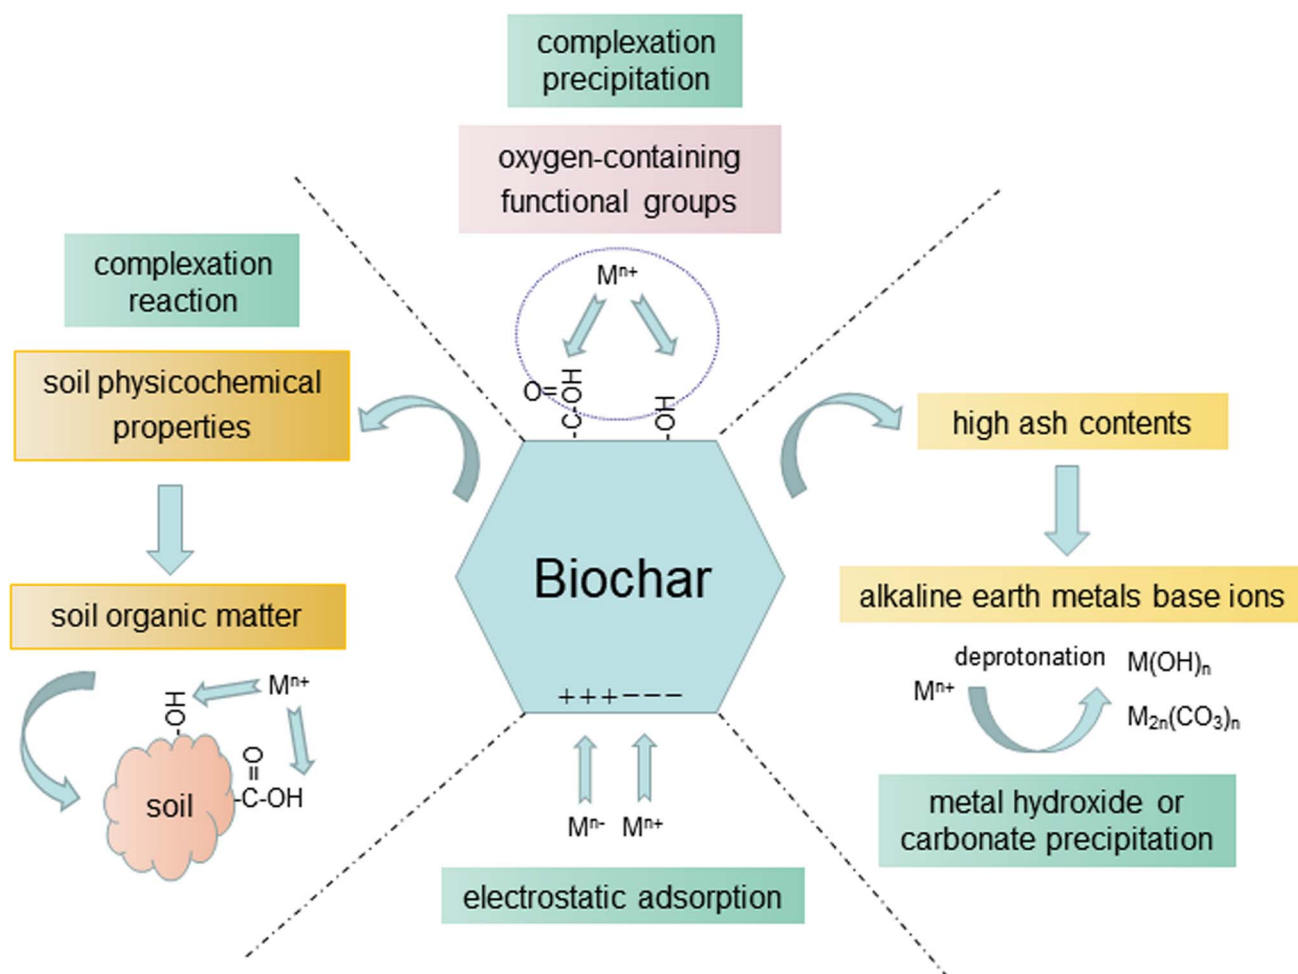 complexation
precipitation
oxygen-containing
functional groups
Mⁿ⁺
O=
-C-OH
OH
complexation
reaction
soil physicochemical
properties
soil organic matter
Mⁿ⁺
OH
O
=
-C-OH
soil
high ash contents
alkaline earth metals base ions
deprotonation
Mⁿ⁺
M(OH)ₙ
M₂ₙ(CO₃)ₙ
metal hydroxide or
carbonate precipitation
Biochar
+++−−−
Mⁿ⁻ Mⁿ⁺
electrostatic adsorption